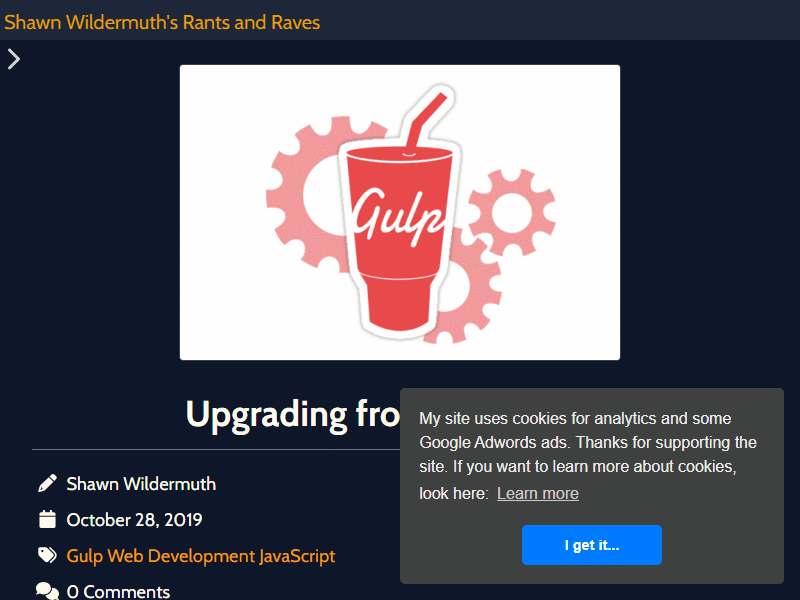 Shawn Wildermuth's Rants and Raves
Gulp
Upgrading fro
My site uses cookies for analytics and some
Google Adwords ads. Thanks for supporting the
site. If you want to learn more about cookies,
look here: Learn more
I get it...
Shawn Wildermuth
October 28, 2019
Gulp Web Development JavaScript
0 Comments